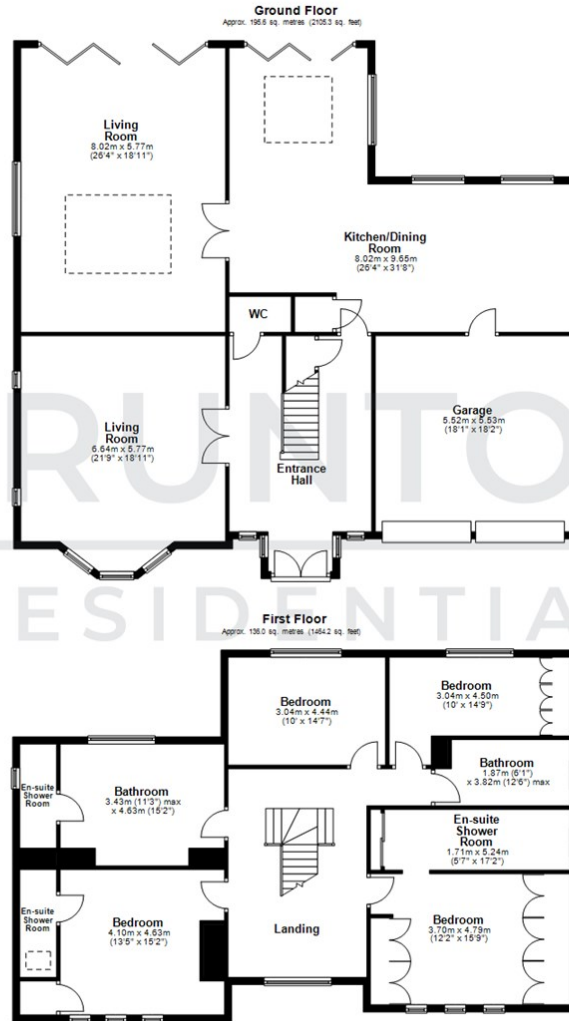 Ground Floor
Approx. 195.6 sq. metres (2105.3 sq. feet)
Living
Room
8.02m x 5.77m
(26'4" x 18'11")
Kitchen/Dining
Room
8.02m x 9.65m
(26'4" x 31'8")
WC
Living
Room
6.64m x 5.77m
(21'9" x 18'11")
Entrance
Hall
Garage
5.52m x 5.53m
(18'1" x 18'2")
RUNTO
ESIDENTIA
First Floor
Approx. 136.0 sq. metres (1464.2 sq. feet)
Bedroom
3.04m x 4.44m
(10' x 14'7")
Bedroom
3.04m x 4.50m
(10' x 14'9")
En-suite
Shower
Room
Bathroom
3.43m (11'3") max
x 4.63m (15'2")
Bathroom
1.87m (6'1")
x 3.82m (12'6") max
En-suite
Shower
Room
1.71m x 5.24m
(5'7" x 17'2")
En-suite
Shower
Room
Bedroom
4.10m x 4.63m
(13'5" x 15'2")
Landing
Bedroom
3.70m x 4.79m
(12'2" x 15'9")